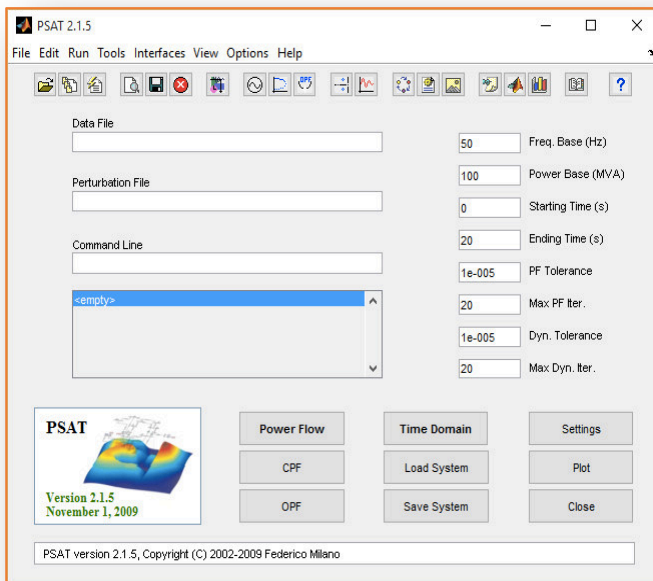 PSAT 2.1.5
File Edit Run Tools Interfaces View Options Help
OPF
?
Data File
50 Freq. Base (Hz)
100 Power Base (MVA)
Perturbation File
0 Starting Time (s)
Command Line
20 Ending Time (s)
1e-005 PF Tolerance
<empty>
20 Max PF Iter.
1e-005 Dyn. Tolerance
20 Max Dyn. Iter.
PSAT
Version 2.1.5
November 1, 2009
Power Flow Time Domain Settings
CPF Load System Plot
OPF Save System Close
PSAT version 2.1.5, Copyright (C) 2002-2009 Federico Milano